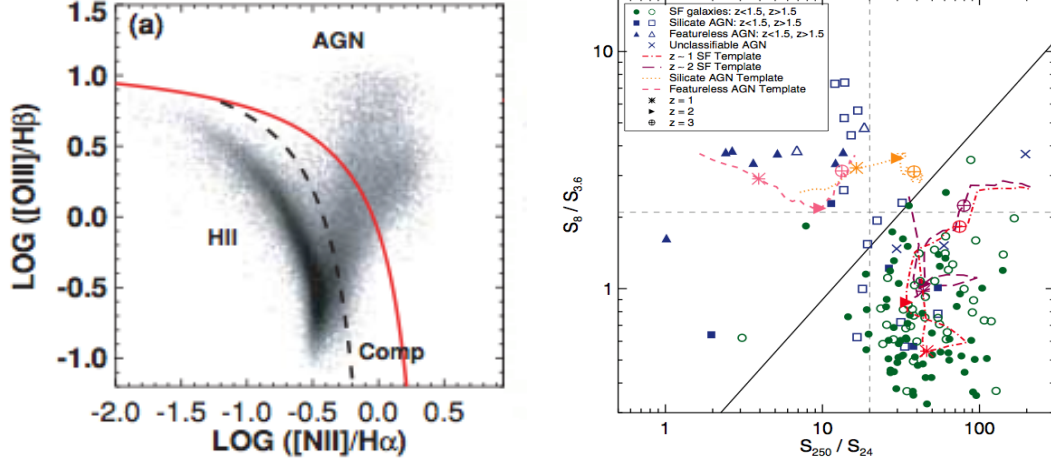 (a)
AGN
HII
Comp
1.0
0.5
0.0
-0.5
-1.0
LOG ([OIII]/Hβ)
-2.0 -1.5 -1.0 -0.5 0.0 0.5
LOG ([NII]/Hα)
SF galaxies: z<1.5, z>1.5
Silicate AGN: z<1.5, z>1.5
Featureless AGN: z<1.5, z>1.5
Unclassifiable AGN
z~ 1 SF Template
z~ 2 SF Template
Silicate AGN Template
Featureless AGN Template
z = 1
z = 2
z = 3
10
1
S8 / S3.6
1 10 100
S250 / S24